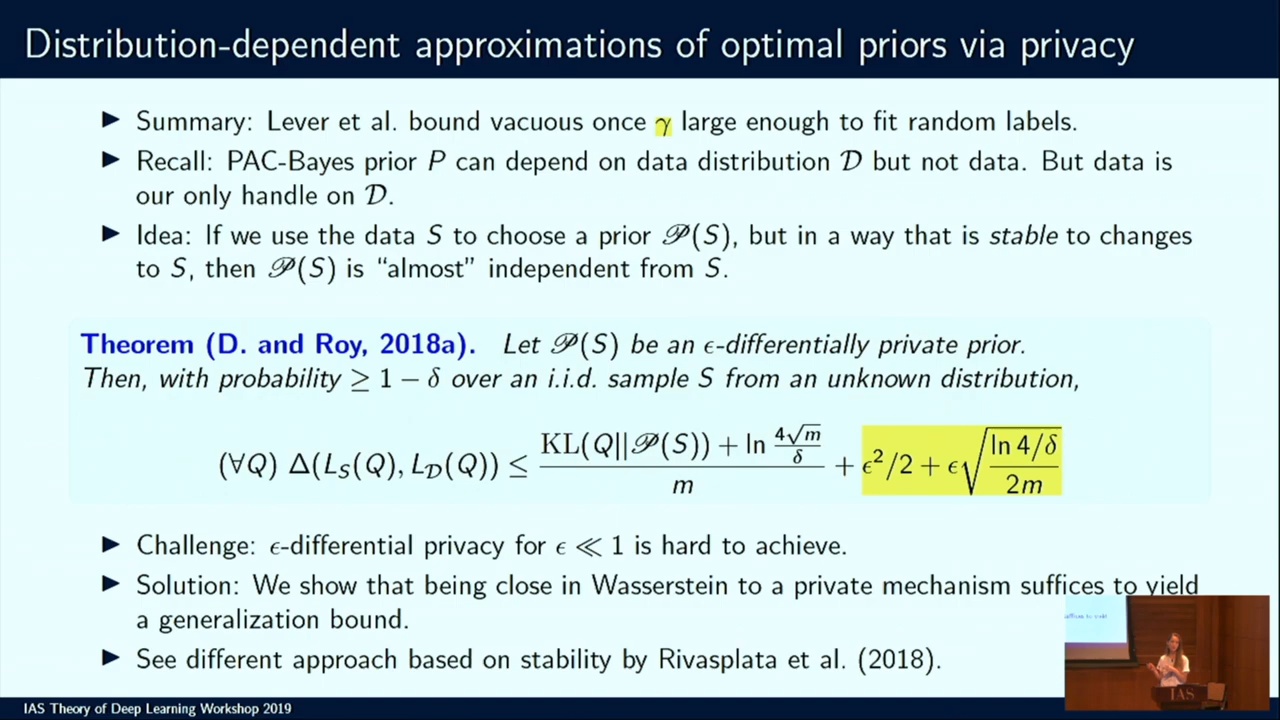 Distribution-dependent approximations of optimal priors via privacy
▶ Summary: Lever et al. bound vacuous once γ large enough to fit random labels.
▶ Recall: PAC-Bayes prior P can depend on data distribution 𝒟 but not data. But data is
our only handle on 𝒟.
▶ Idea: If we use the data S to choose a prior 𝒫(S), but in a way that is stable to changes
to S, then 𝒫(S) is “almost” independent from S.
Theorem (D. and Roy, 2018a). Let 𝒫(S) be an ϵ-differentially private prior.
Then, with probability ≥ 1 − δ over an i.i.d. sample S from an unknown distribution,
(∀Q) Δ(L_S(Q), L_𝒟(Q)) ≤ (KL(Q||𝒫(S)) + ln (4√m/δ))/m + ϵ²/2 + ϵ√(ln 4/δ / 2m)
▶ Challenge: ϵ-differential privacy for ϵ ≪ 1 is hard to achieve.
▶ Solution: We show that being close in Wasserstein to a private mechanism suffices to yield
a generalization bound.
▶ See different approach based on stability by Rivasplata et al. (2018).
IAS Theory of Deep Learning Workshop 2019
IAS